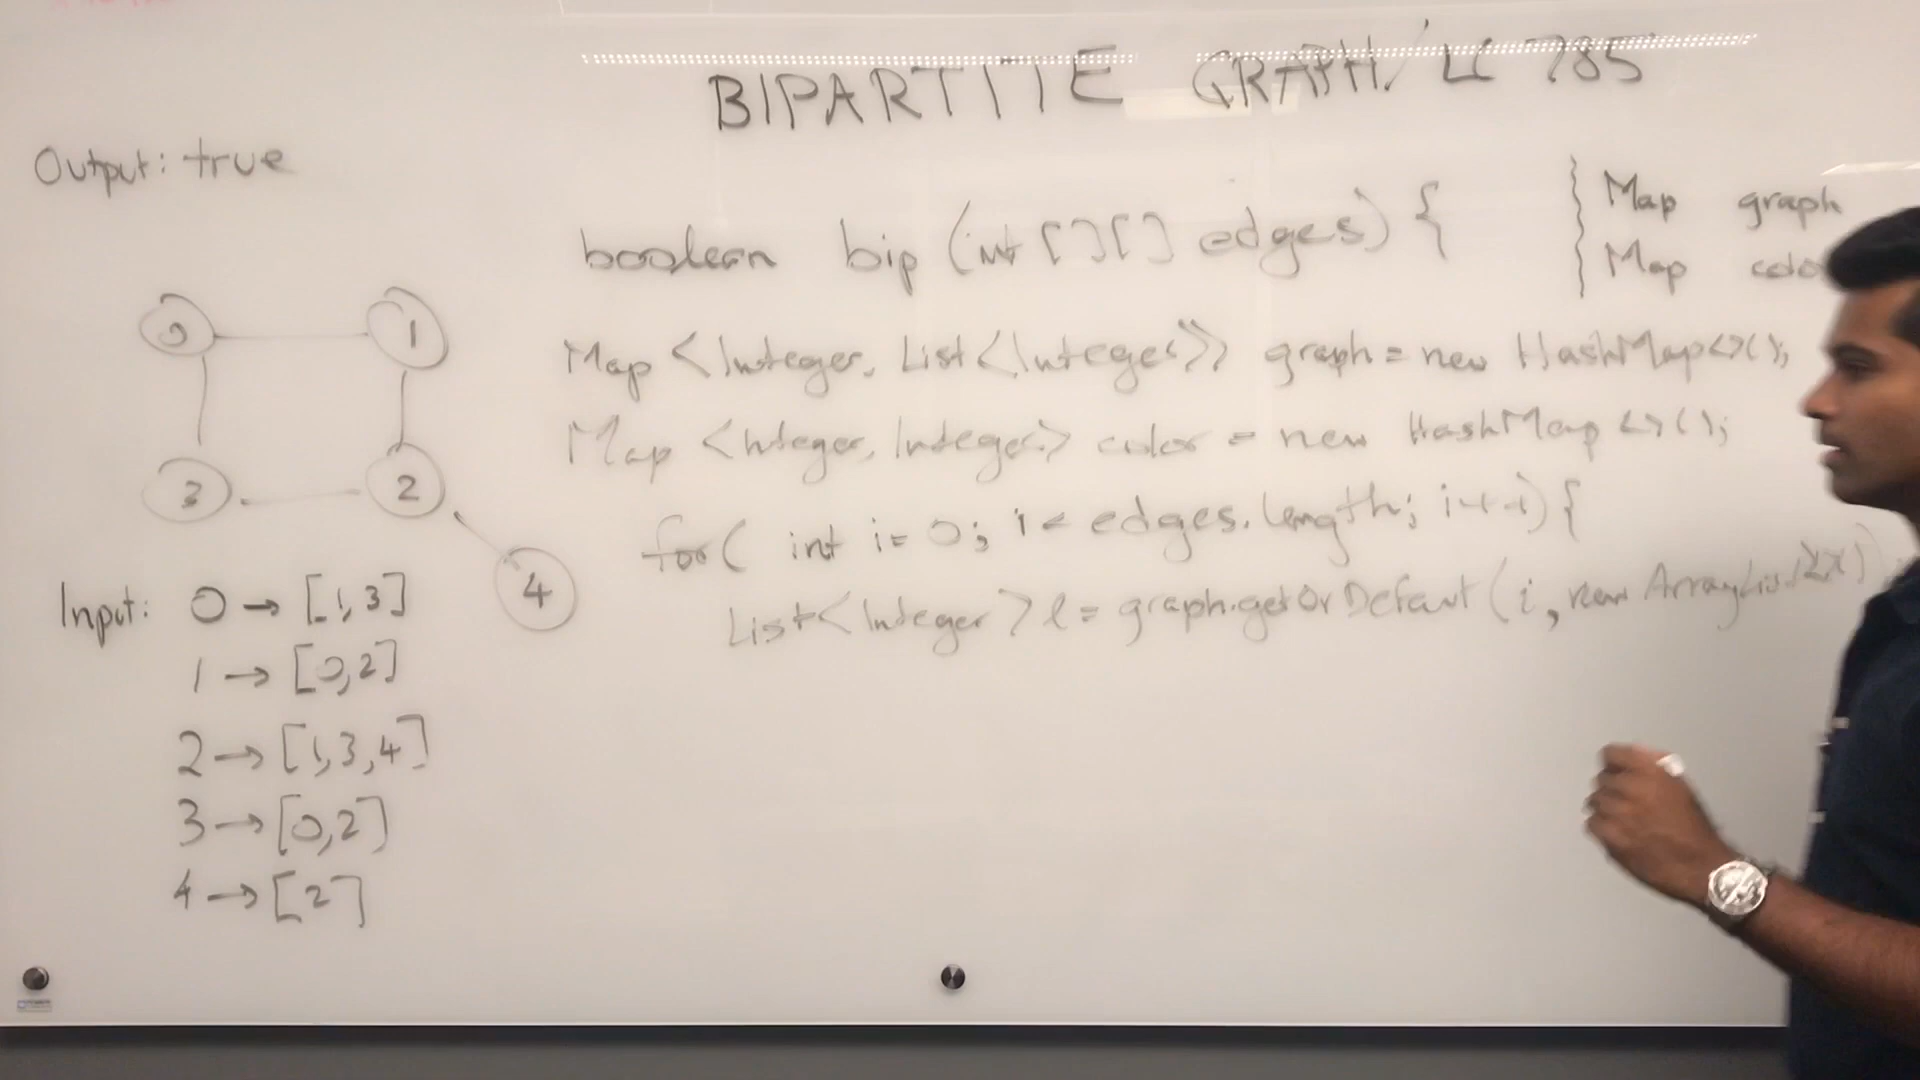 BIPARTITE GRAPH / LC 785
Output: true
boolean bip (int [][] edges) {
Map graph
Map colo
0
1
3
2
4
Map <Integer, List<Integer>> graph = new HashMap<>();
Map <Integer, Integer> color = new HashMap<>();
for( int i= 0; i < edges.length; i++) {
List<Integer> l = graph.getOrDefault (i, new ArrayList<>()
Input: 0 → [1,3]
1 → [0,2]
2 → [1,3,4]
3 → [0,2]
4 → [2]